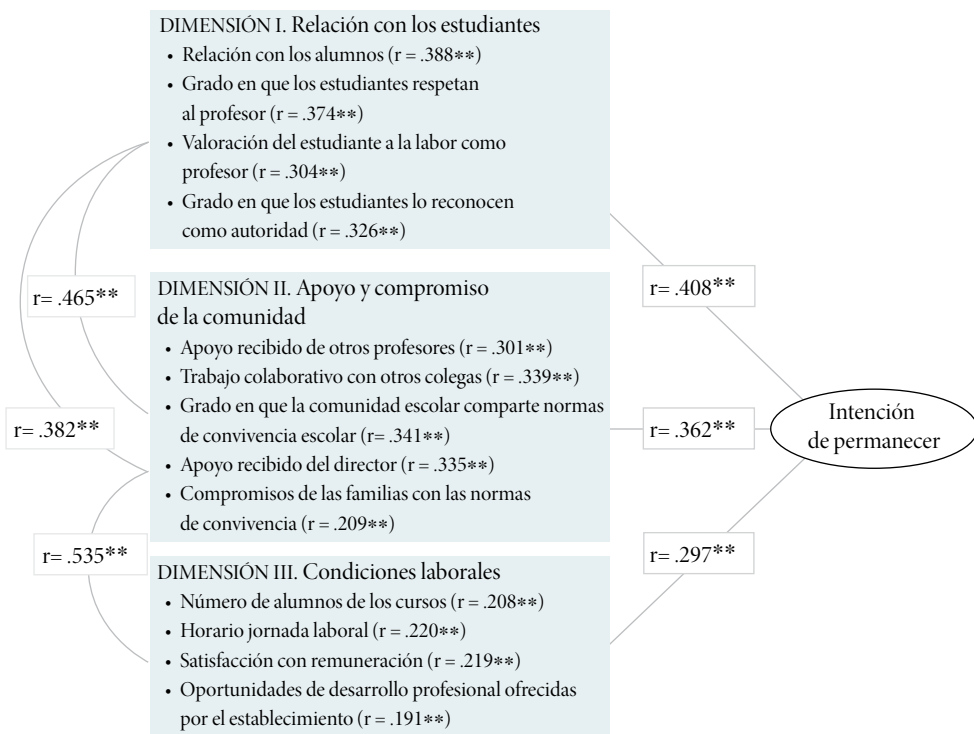 DIMENSIÓN I. Relación con los estudiantes
• Relación con los alumnos (r = .388**)
• Grado en que los estudiantes respetan
al profesor (r = .374**)
• Valoración del estudiante a la labor como
profesor (r = .304**)
• Grado en que los estudiantes lo reconocen
como autoridad (r = .326**)
r= .465**
r= .408**
DIMENSIÓN II. Apoyo y compromiso
de la comunidad
• Apoyo recibido de otros profesores (r = .301**)
• Trabajo colaborativo con otros colegas (r = .339**)
• Grado en que la comunidad escolar comparte normas
de convivencia escolar (r= .341**)
• Apoyo recibido del director (r = .335**)
• Compromisos de las familias con las normas
de convivencia (r = .209**)
r= .382**
r= .362**
Intención
de permanecer
r= .535**
r= .297**
DIMENSIÓN III. Condiciones laborales
• Número de alumnos de los cursos (r = .208**)
• Horario jornada laboral (r = .220**)
• Satisfacción con remuneración (r = .219**)
• Oportunidades de desarrollo profesional ofrecidas
por el establecimiento (r = .191**)